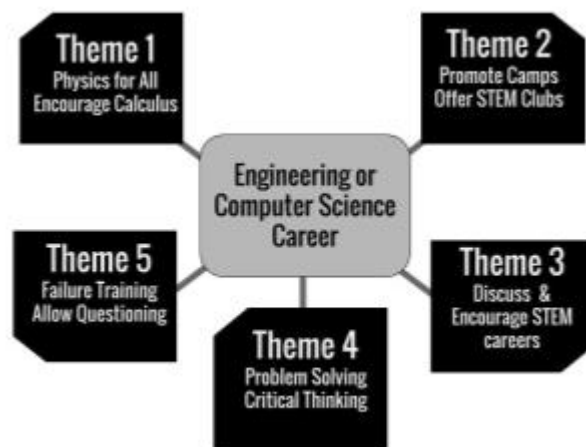 Theme 1
Physics for All
Encourage Calculus
Theme 2
Promote Camps
Offer STEM Clubs
Engineering or
Computer Science
Career
Theme 5
Failure Training
Allow Questioning
Theme 3
Discuss &
Encourage STEM
careers
Theme 4
Problem Solving
Critical Thinking